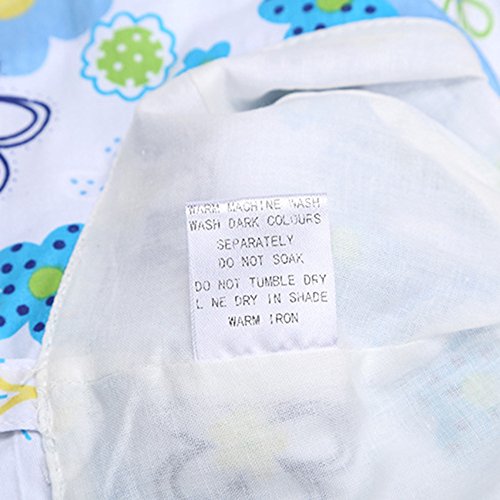 WARM MACHINE WASH
WASH DARK COLOURS
SEPARATELY
DO NOT SOAK
DO NOT TUMBLE DRY
L NE DRY IN SHADE
WARM IRON